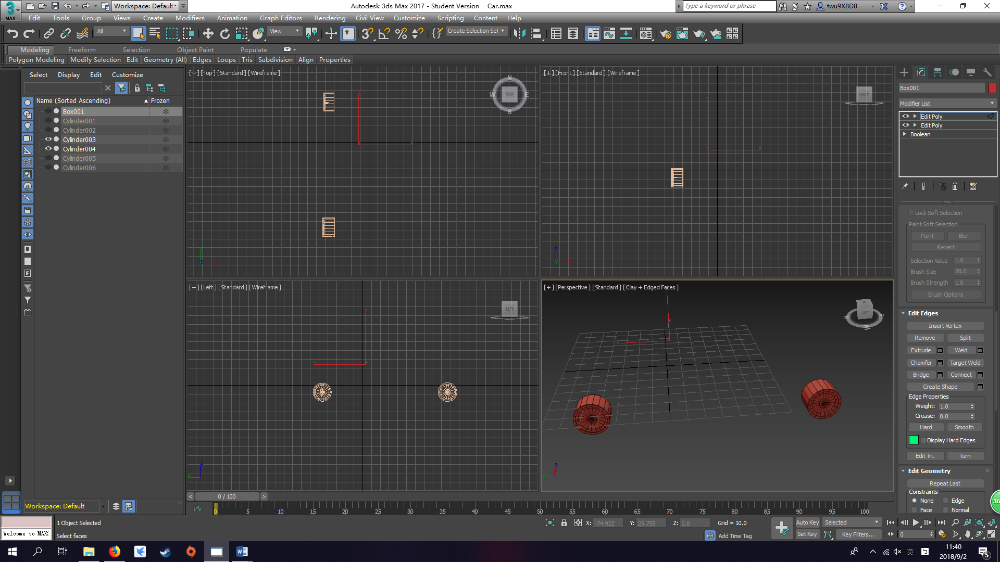 Workspace: Default
Autodesk 3ds Max 2017 - Student Version Car.max
Type a keyword or phrase
twu9X8D8
MAX
Edit Tools Group Views Create Modifiers Animation Graph Editors Rendering Civil View Customize Scripting Content Help
All
View
Create Selection Set
Modeling Freeform Selection Object Paint Populate
Polygon Modeling Modify Selection Edit Geometry (All) Edges Loops Tris Subdivision Align Properties
Select Display Edit Customize
Name (Sorted Ascending) Frozen
Box001
Cylinder001
Cylinder002
Cylinder003
Cylinder004
Cylinder005
Cylinder006
[+] [Top] [Standard] [Wireframe]
N
W TOP E
S
[+] [Front] [Standard] [Wireframe]
FRONT
[+] [Left] [Standard] [Wireframe]
LEFT
[+] [Perspective] [Standard] [Clay + Edged Faces]
LEFT
Box001
Modifier List
Edit Poly
Edit Poly
Boolean
Lock Soft Selection
Paint Soft Selection
Paint Blur
Revert
Selection Value 1.0
Brush Size 20.0
Brush Strength 1.0
Brush Options
Edit Edges
Insert Vertex
Remove Split
Extrude Weld
Chamfer Target Weld
Bridge Connect
Create Shape
Edge Properties
Weight: 1.0
Crease: 0.0
Hard Smooth
Display Hard Edges
Edit Tri. Turn
Edit Geometry
Repeat Last
Constraints
None Edge
Face Normal
36
< 0 / 100 >
Workspace: Default
0 5 10 15 20 25 30 35 40 45 50 55 60 65 70 75 80 85 90 95 100
1 Object Selected
X: -74.922 Y: 25.759 Z: 0.0 Grid = 10.0
Auto Key Selected
Welcome to MAX
Select faces
Add Time Tag
Set Key Key Filters... 0
英
11:40
2018/9/2
5